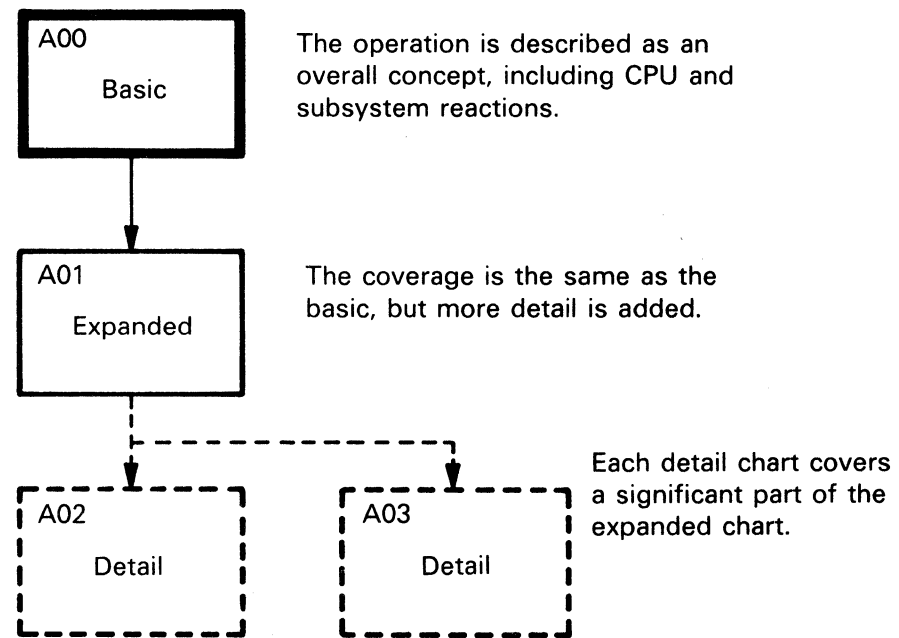 A00
Basic
The operation is described as an
overall concept, including CPU and
subsystem reactions.
A01
Expanded
The coverage is the same as the
basic, but more detail is added.
A02
Detail
A03
Detail
Each detail chart covers
a significant part of the
expanded chart.